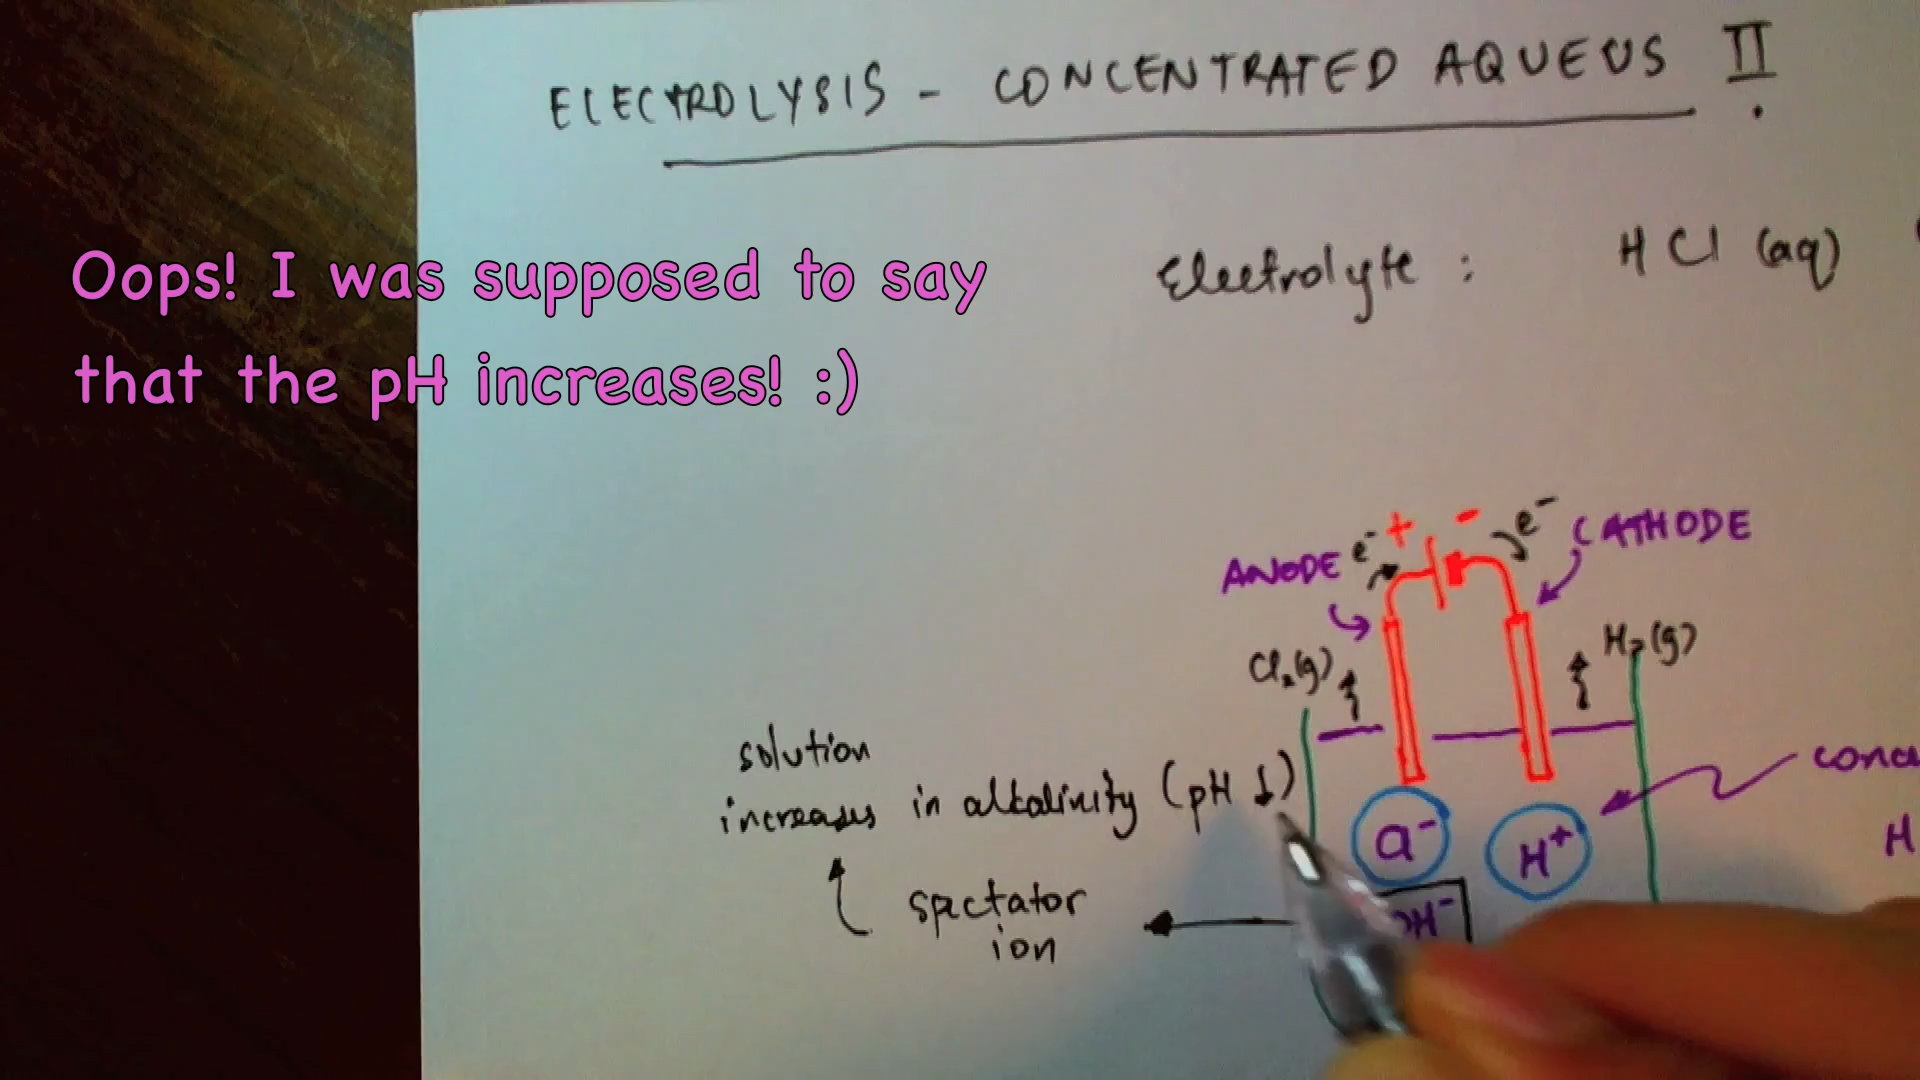 ELECTROLYSIS - CONCENTRATED AQUEUS II
Oops! I was supposed to say
that the pH increases! :)
Electrolyte : HCl (aq)
e⁻ + - e⁻ CATHODE
ANODE
Cl₂(g) H₂(g)
solution
increases in alkalinity (pH ↓)
conc
Cl⁻ H⁺ H
spectator
ion
OH⁻